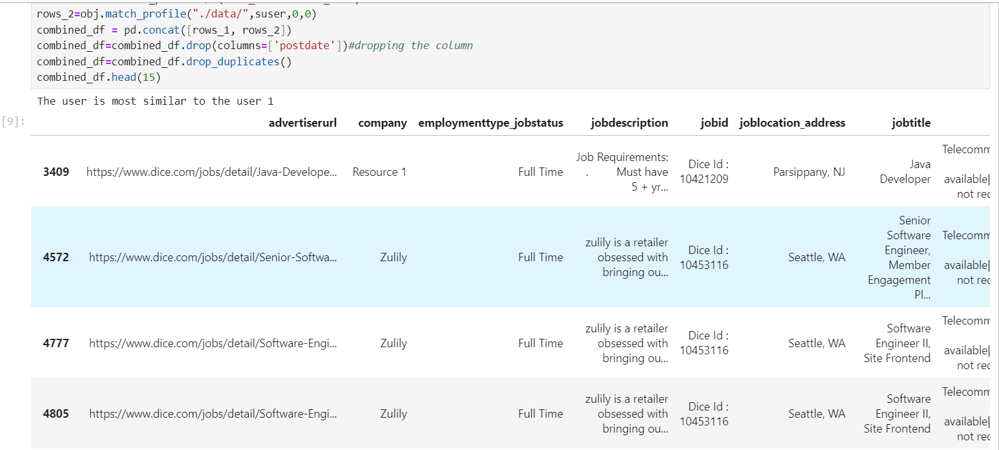 rows_2=obj.match_profile("./data/",suser,0,0)
combined_df = pd.concat([rows_1, rows_2])
combined_df=combined_df.drop(columns=['postdate'])#dropping the column
combined_df=combined_df.drop_duplicates()
combined_df.head(15)
The user is most similar to the user 1
[9]:
advertiserurl company employmenttype_jobstatus jobdescription jobid joblocation_address jobtitle
3409 https://www.dice.com/jobs/detail/Java-Develope... Resource 1 Full Time Job Requirements: . Must have 5 + yr... Dice Id : 10421209 Parsippany, NJ Java Developer Telecomm available| not rec
4572 https://www.dice.com/jobs/detail/Senior-Softwa... Zulily Full Time zulily is a retailer obsessed with bringing ou... Dice Id : 10453116 Seattle, WA Senior Software Engineer, Member Engagement Pl... Telecomm available| not rec
4777 https://www.dice.com/jobs/detail/Software-Engi... Zulily Full Time zulily is a retailer obsessed with bringing ou... Dice Id : 10453116 Seattle, WA Software Engineer II, Site Frontend Telecomm available| not rec
4805 https://www.dice.com/jobs/detail/Software-Engi... Zulily Full Time zulily is a retailer obsessed with bringing ou... Dice Id : 10453116 Seattle, WA Software Engineer II, Site Frontend Telecomm available| not rec